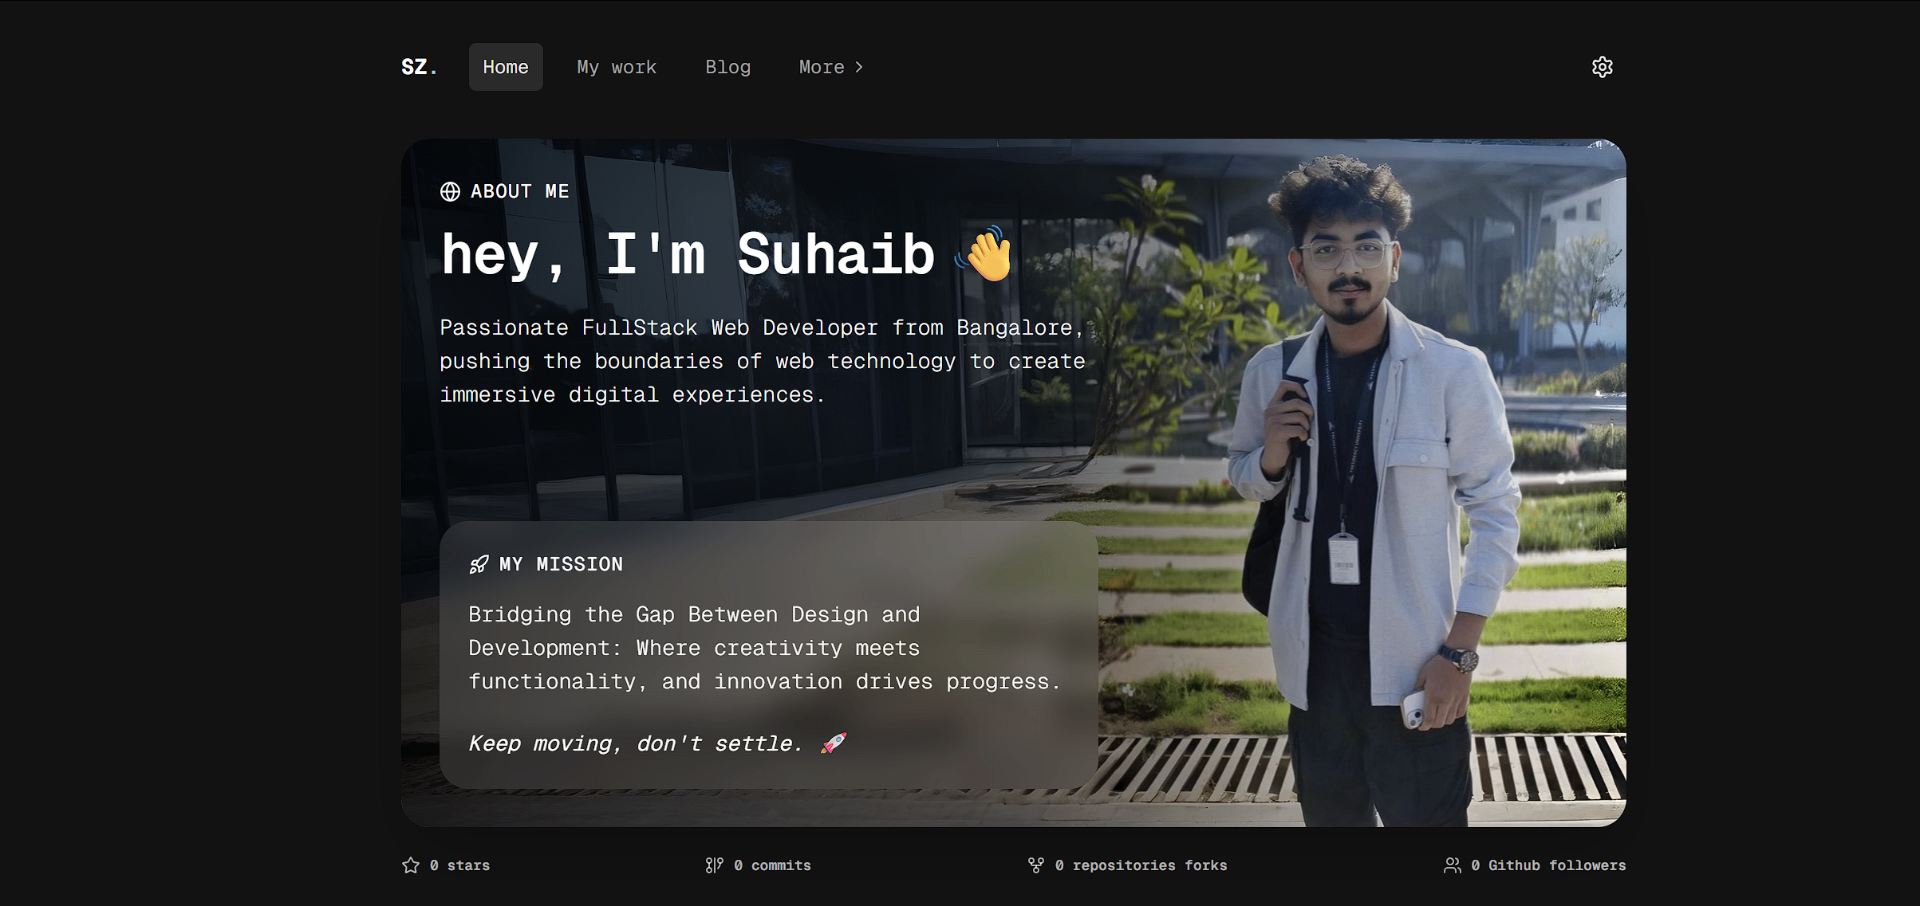 SZ.
Home
My work
Blog
More
ABOUT ME
hey, I'm Suhaib 👋
Passionate FullStack Web Developer from Bangalore,
pushing the boundaries of web technology to create
immersive digital experiences.
MY MISSION
Bridging the Gap Between Design and
Development: Where creativity meets
functionality, and innovation drives progress.
Keep moving, don't settle. 🚀
0 stars
0 commits
0 repositories forks
0 Github followers